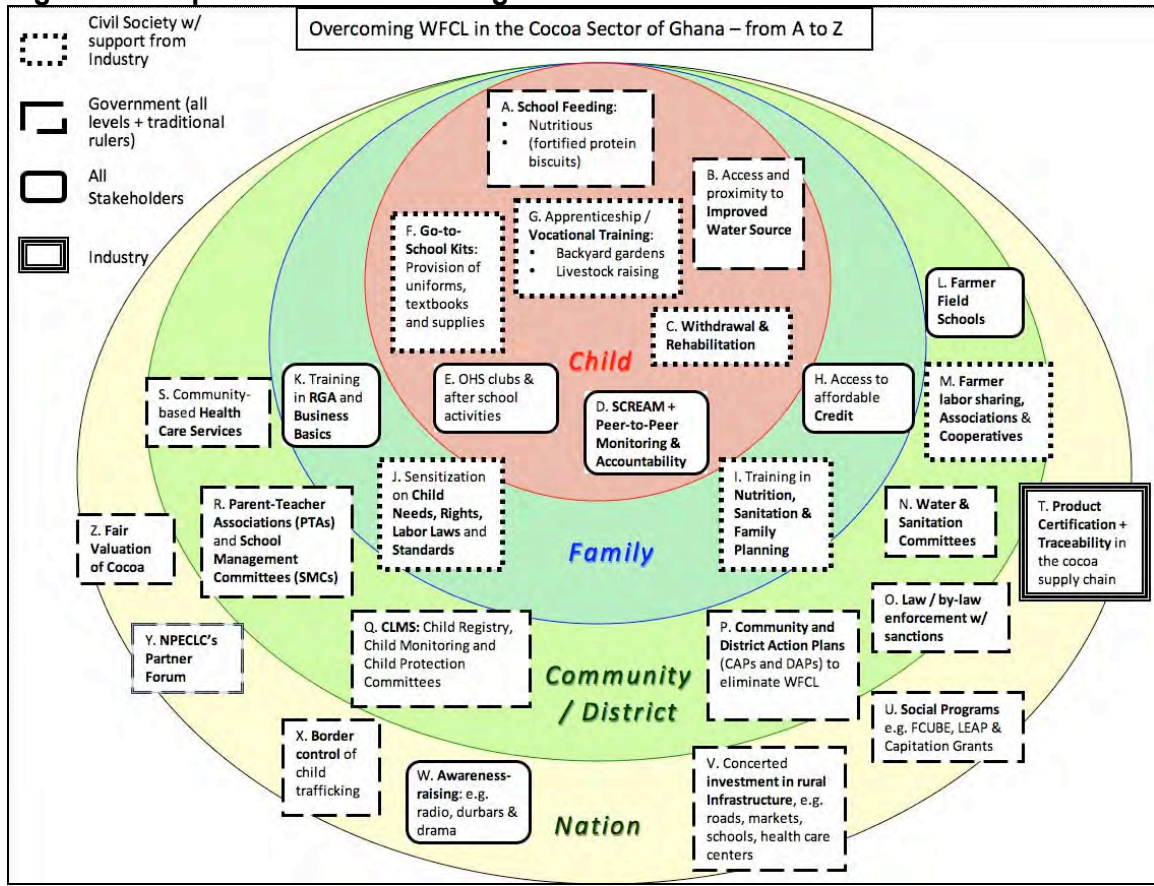 Overcoming WFCL in the Cocoa Sector of Ghana – from A to Z
Civil Society w/
support from
Industry
Government (all
levels + traditional
rulers)
All
Stakeholders
Industry
A. School Feeding:
• Nutritious
• (fortified protein
biscuits)
B. Access and
proximity to
Improved
Water Source
G. Apprenticeship /
Vocational Training:
• Backyard gardens
• Livestock raising
F. Go-to-
School Kits:
Provision of
uniforms,
textbooks
and supplies
C. Withdrawal &
Rehabilitation
Child
E. OHS clubs &
after school
activities
D. SCREAM +
Peer-to-Peer
Monitoring &
Accountability
L. Farmer
Field
Schools
K. Training
in RGA and
Business
Basics
H. Access to
affordable
Credit
S. Community-
based Health
Care Services
M. Farmer
labor sharing,
Associations &
Cooperatives
J. Sensitization
on Child
Needs, Rights,
Labor Laws and
Standards
I. Training in
Nutrition,
Sanitation &
Family
Planning
Family
R. Parent-Teacher
Associations (PTAs)
and School
Management
Committees (SMCs)
N. Water &
Sanitation
Committees
Z. Fair
Valuation
of Cocoa
T. Product
Certification +
Traceability in
the cocoa
supply chain
O. Law / by-law
enforcement w/
sanctions
Q. CLMS: Child Registry,
Child Monitoring and
Child Protection
Committees
P. Community and
District Action Plans
(CAPs and DAPs) to
eliminate WFCL
Y. NPECLC's
Partner
Forum
Community
/ District
U. Social Programs
e.g. FCUBE, LEAP &
Capitation Grants
X. Border
control of
child
trafficking
W. Awareness-
raising: e.g.
radio, durbars &
drama
V. Concerted
investment in rural
Infrastructure, e.g.
roads, markets,
schools, health care
centers
Nation